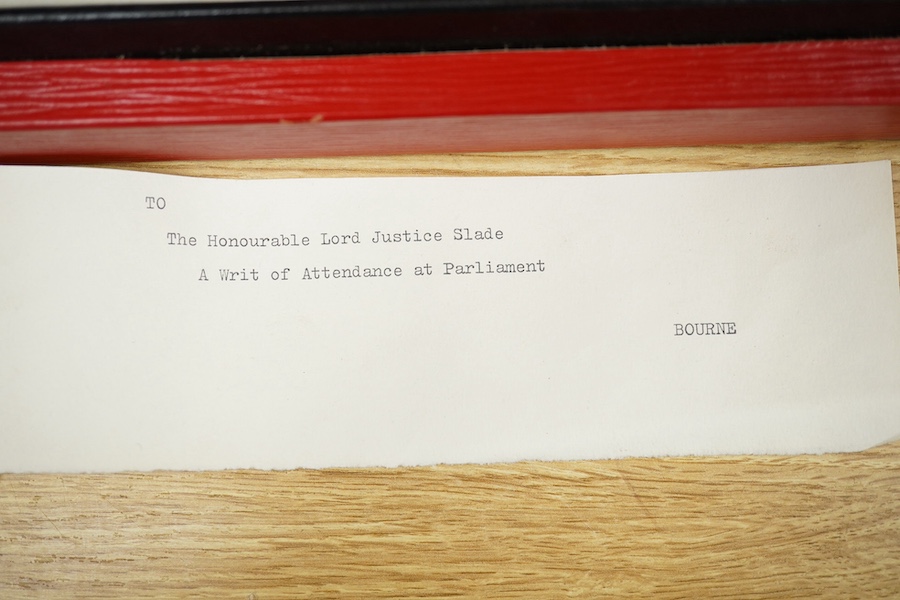 TO
The Honourable Lord Justice Slade
A Writ of Attendance at Parliament
BOURNE